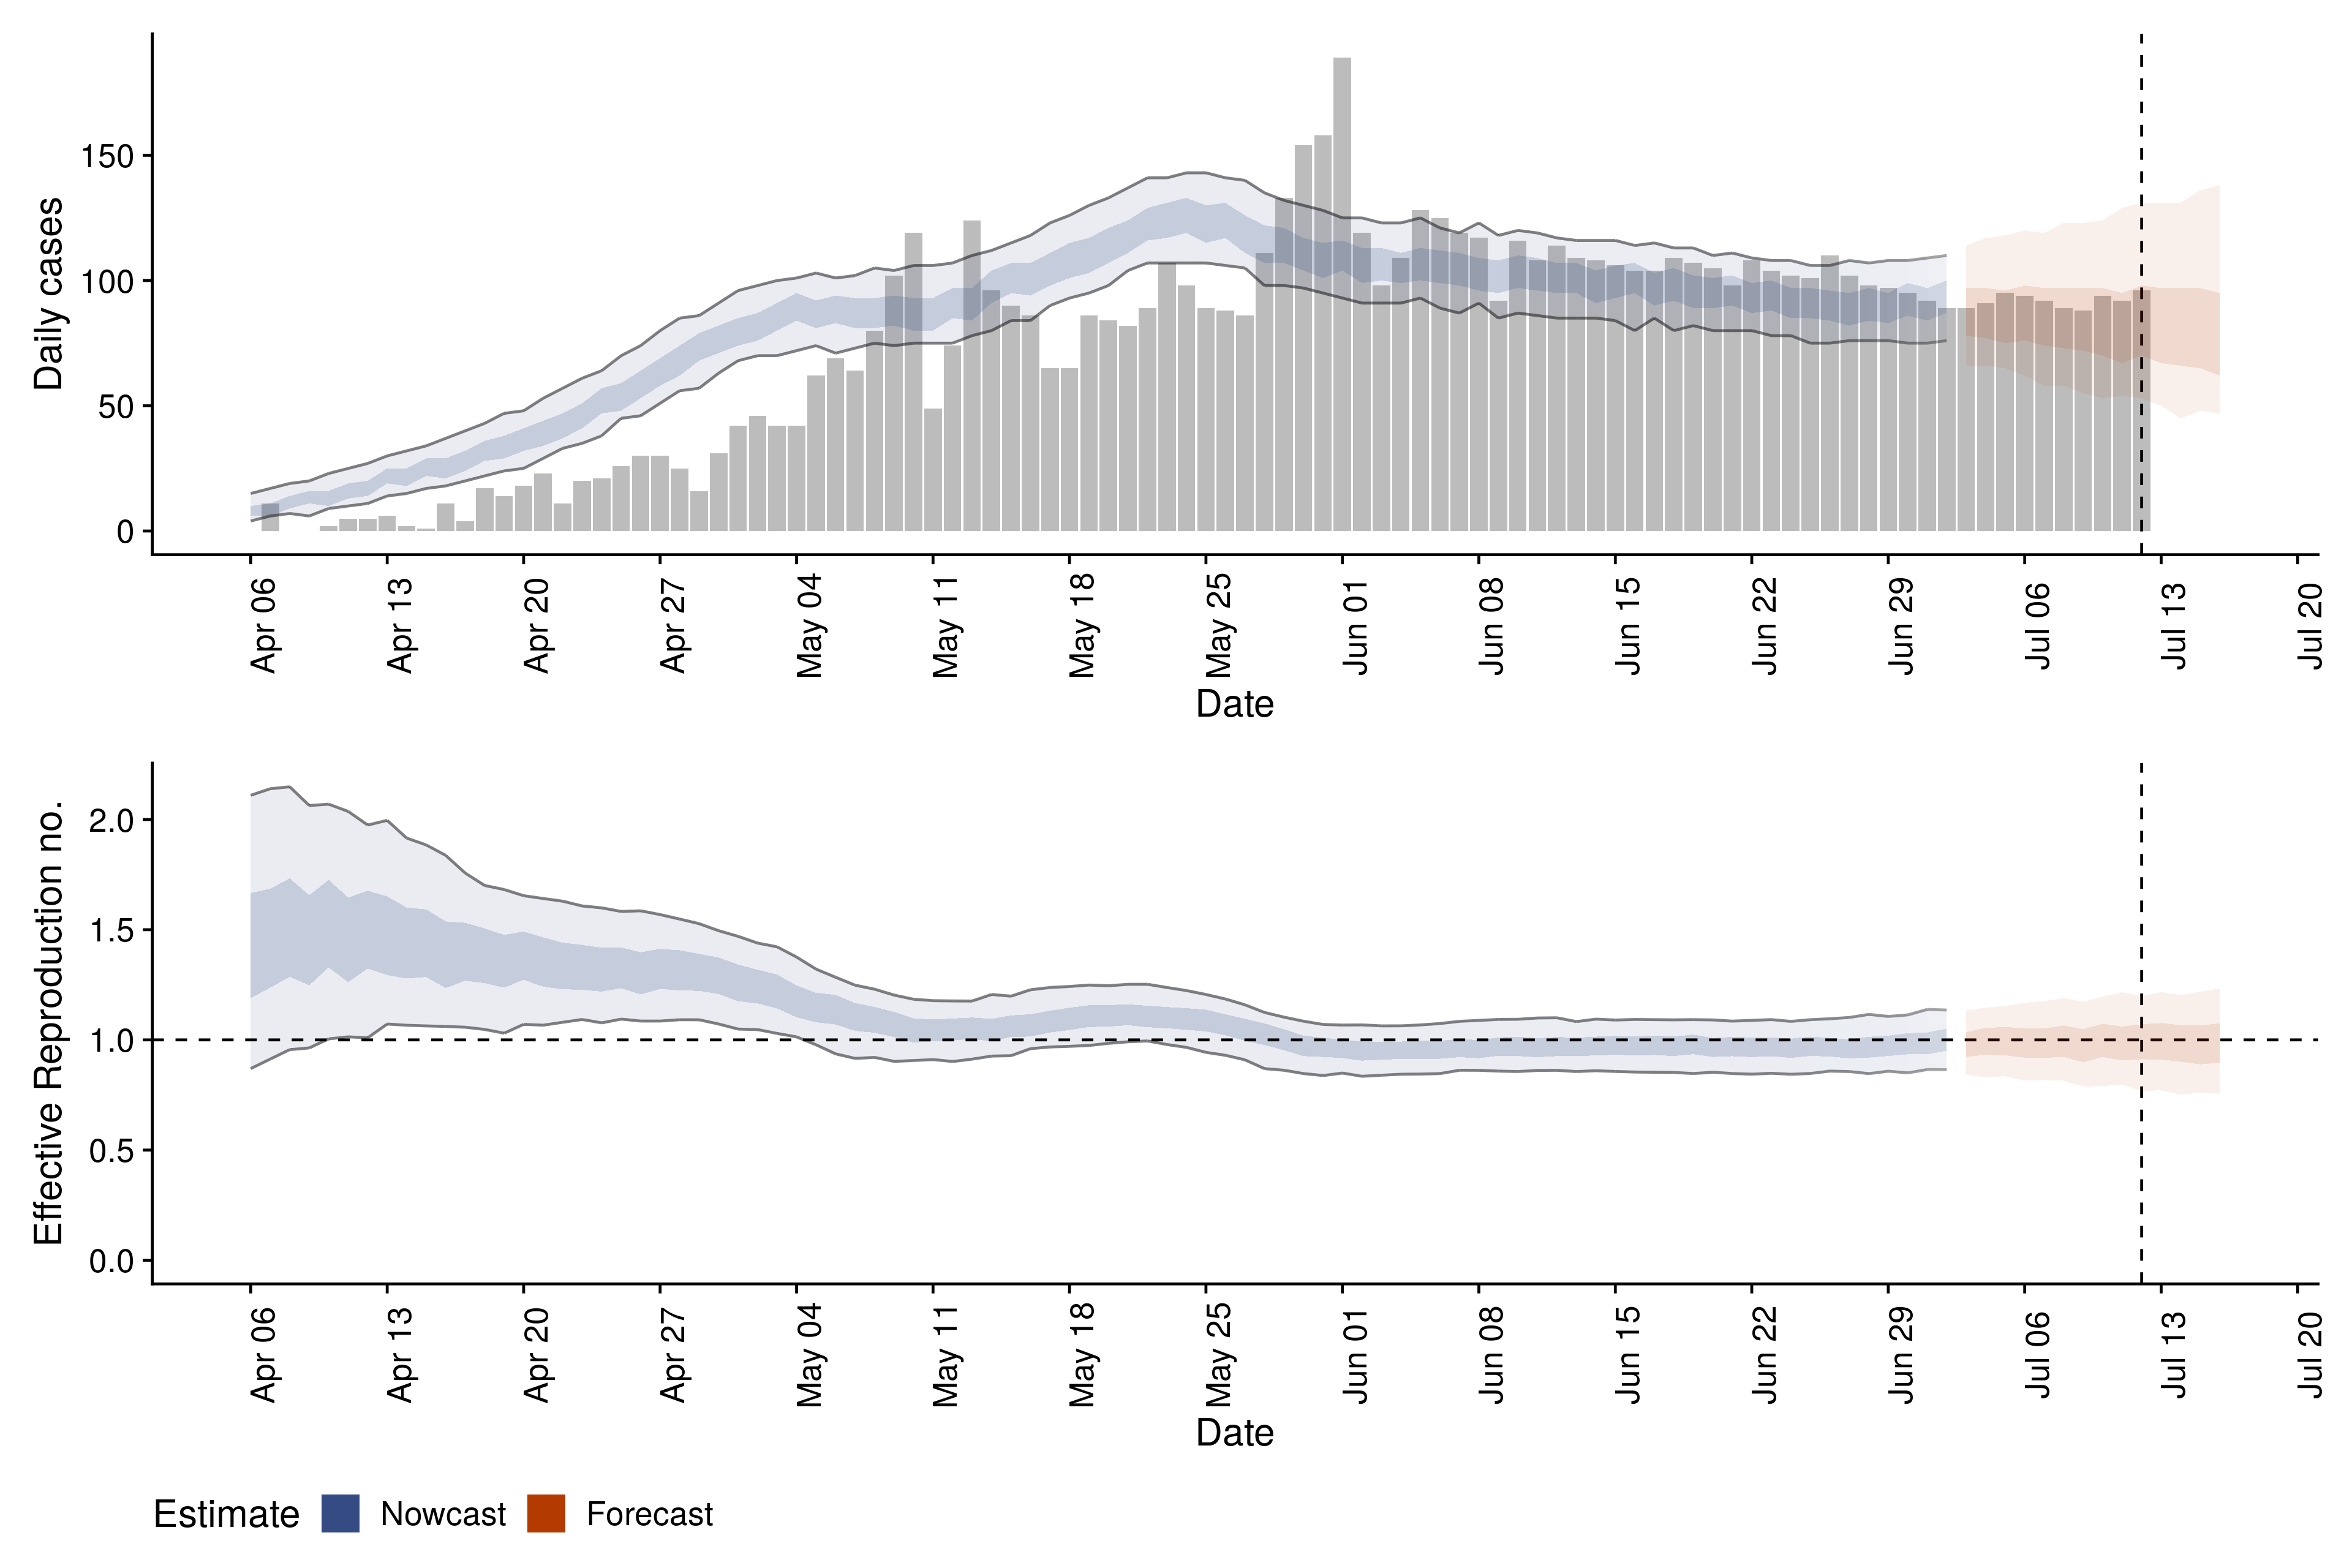 Daily cases
150
100
50
0
Apr 06
Apr 13
Apr 20
Apr 27
May 04
May 11
May 18
May 25
Jun 01
Jun 08
Jun 15
Jun 22
Jun 29
Jul 06
Jul 13
Jul 20
Date
Effective Reproduction no.
2.0
1.5
1.0
0.5
0.0
Apr 06
Apr 13
Apr 20
Apr 27
May 04
May 11
May 18
May 25
Jun 01
Jun 08
Jun 15
Jun 22
Jun 29
Jul 06
Jul 13
Jul 20
Date
Estimate Nowcast Forecast